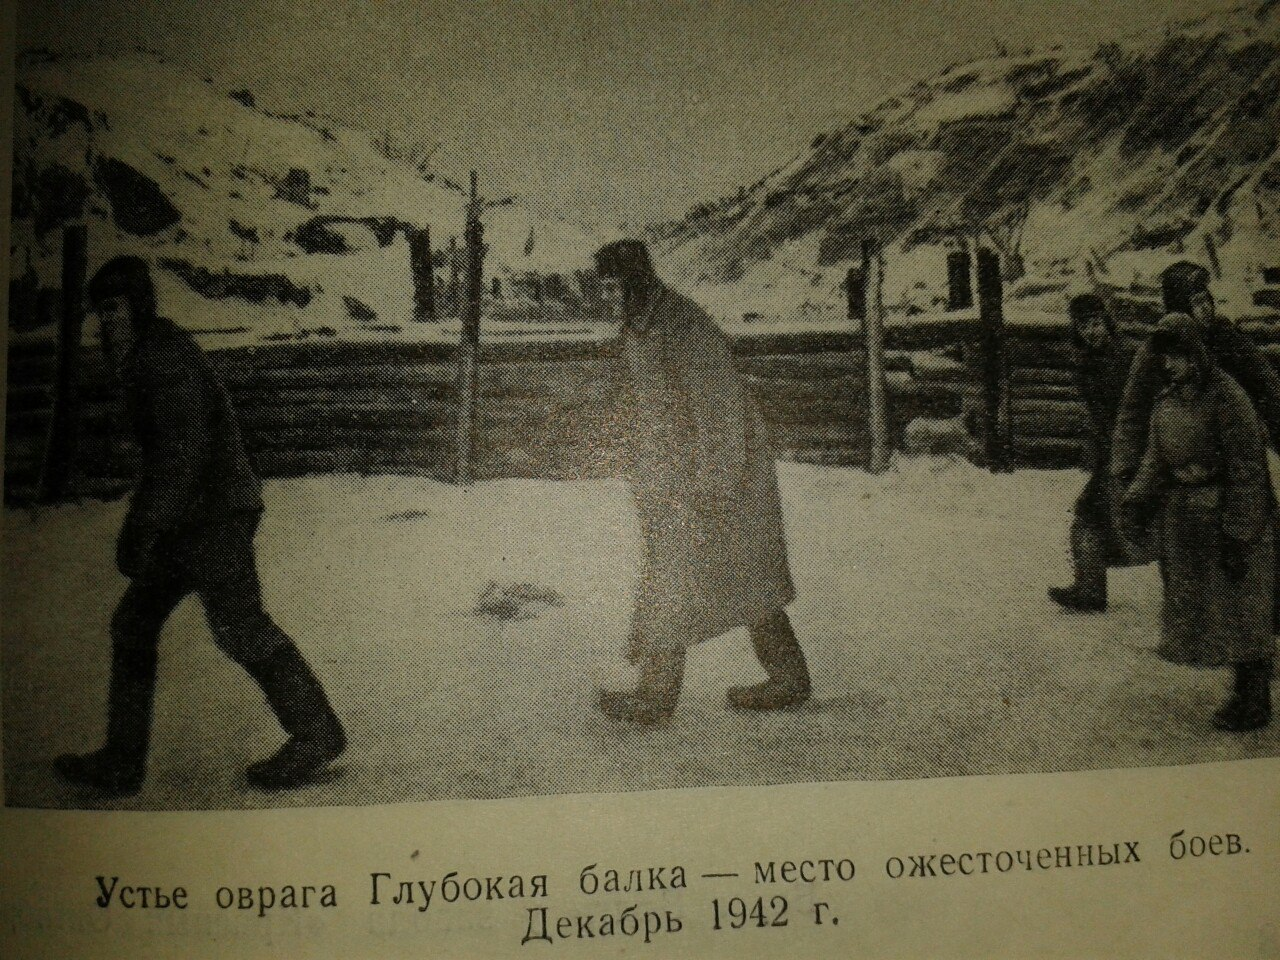 Устье оврага Глубокая балка — место ожесточенных боев.
Декабрь 1942 г.